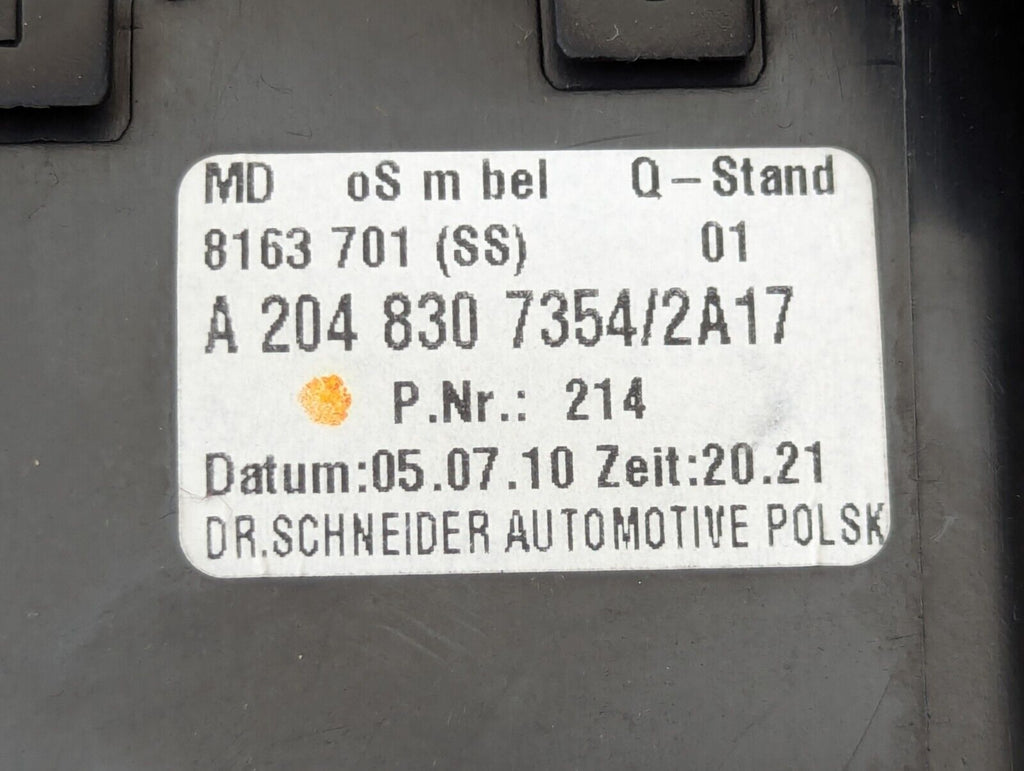 MD oS m bel Q-Stand
8163 701 (SS) 01
A 204 830 7354/2A17
P.Nr.: 214
Datum:05.07.10 Zeit:20.21
DR.SCHNEIDER AUTOMOTIVE POLSK